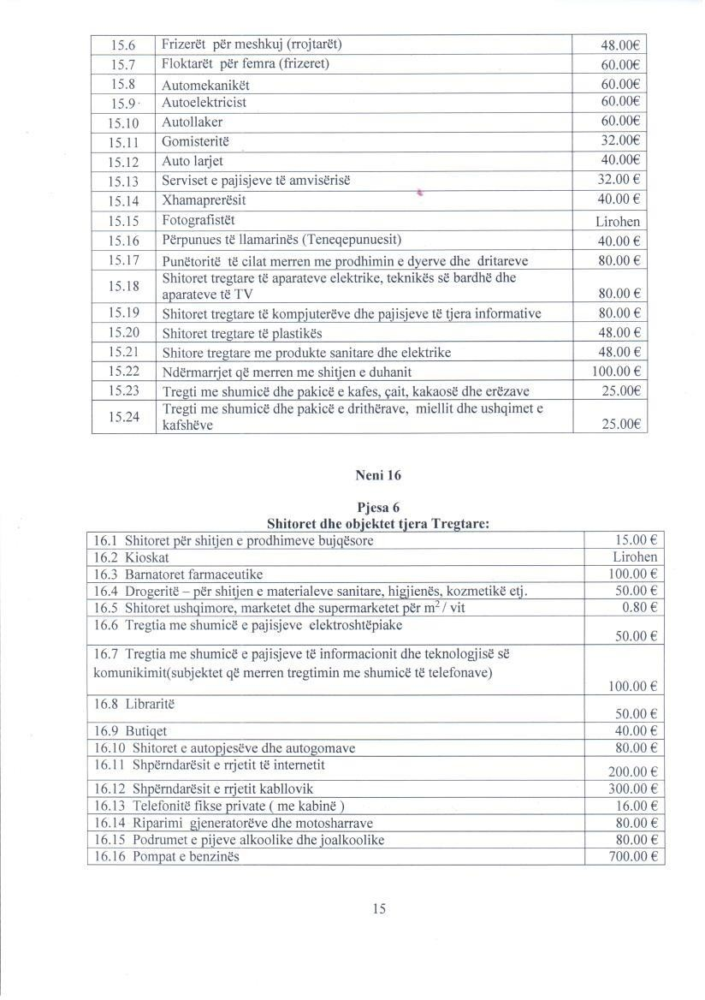 15.6 Frizerët për meshkuj (rrojtarët) 48.00€
15.7 Floktarët për femra (frizeret) 60.00€
15.8 Automekanikët 60.00€
15.9 Autoelektricist 60.00€
15.10 Autollaker 60.00€
15.11 Gomisteritë 32.00€
15.12 Auto larjet 40.00€
15.13 Serviset e pajisjeve të amvisërisë 32.00 €
15.14 Xhamaprerësit 40.00 €
15.15 Fotografistët Lirohen
15.16 Përpunues të llamarinës (Teneqepunuesit) 40.00 €
15.17 Punëtoritë të cilat merren me prodhimin e dyerve dhe dritareve 80.00 €
15.18 Shitoret tregtare të aparateve elektrike, teknikës së bardhë dhe
aparateve të TV 80.00 €
15.19 Shitoret tregtare të kompjuterëve dhe pajisjeve të tjera informative 80.00 €
15.20 Shitoret tregtare të plastikës 48.00 €
15.21 Shitore tregtare me produkte sanitare dhe elektrike 48.00 €
15.22 Ndërmarrjet që merren me shitjen e duhanit 100.00 €
15.23 Tregti me shumicë dhe pakicë e kafes, çait, kakaosë dhe erëzave 25.00€
15.24 Tregti me shumicë dhe pakicë e drithërave, miellit dhe ushqimet e
kafshëve 25.00€
Neni 16
Pjesa 6
Shitoret dhe objektet tjera Tregtare:
16.1 Shitoret për shitjen e prodhimeve bujqësore 15.00 €
16.2 Kioskat Lirohen
16.3 Barnatoret farmaceutike 100.00 €
16.4 Drogeritë – për shitjen e materialeve sanitare, higjienës, kozmetikë etj. 50.00 €
16.5 Shitoret ushqimore, marketet dhe supermarketet për m² / vit 0.80 €
16.6 Tregtia me shumicë e pajisjeve elektroshtëpiake
50.00 €
16.7 Tregtia me shumicë e pajisjeve të informacionit dhe teknologjisë së
komunikimit(subjektet që merren tregtimin me shumicë të telefonave)
100.00 €
16.8 Libraritë
50.00 €
16.9 Butiqet 40.00 €
16.10 Shitoret e autopjesëve dhe autogomave 80.00 €
16.11 Shpërndarësit e rrjetit të internetit 200.00 €
16.12 Shpërndarësit e rrjetit kabllovik 300.00 €
16.13 Telefonitë fikse private ( me kabinë ) 16.00 €
16.14 Riparimi gjeneratorëve dhe motosharrave 80.00 €
16.15 Podrumet e pijeve alkoolike dhe joalkoolike 80.00 €
16.16 Pompat e benzinës 700.00 €
15